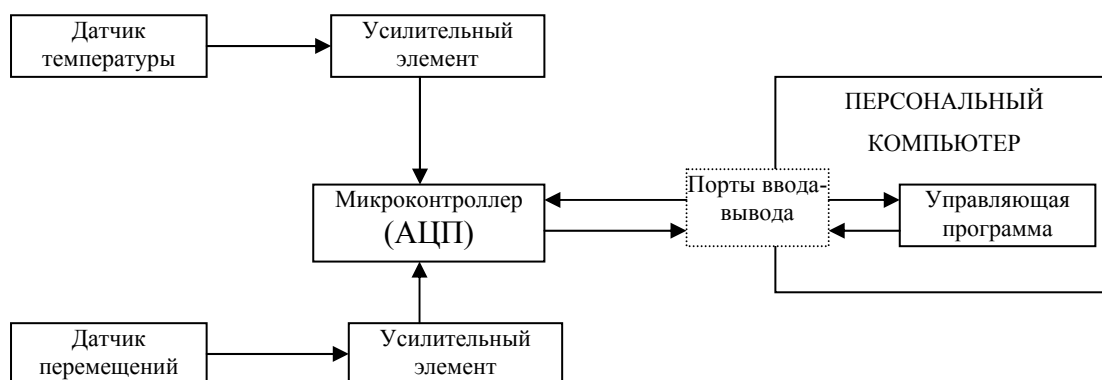 Датчик
температуры
Усилительный
элемент
ПЕРСОНАЛЬНЫЙ
КОМПЬЮТЕР
Микроконтроллер
(АЦП)
Порты ввода-
вывода
Управляющая
программа
Датчик
перемещений
Усилительный
элемент